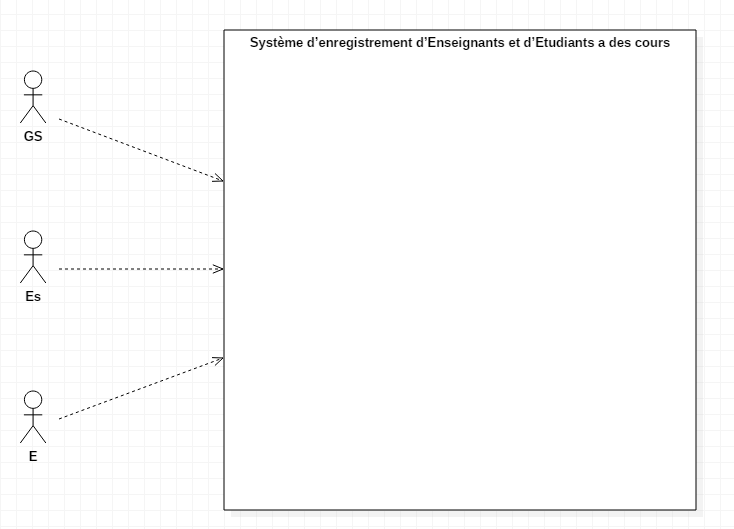 Système d’enregistrement d’Enseignants et d’Etudiants a des cours
GS
Es
E